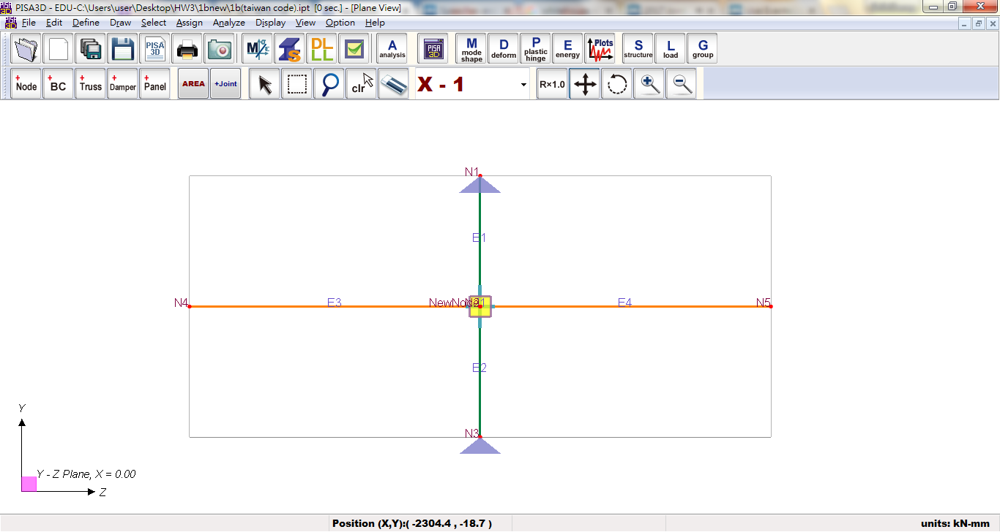 PISA3D - EDU-C:\Users\user\Desktop\HW3\1bnew\1b(taiwan code).ipt [0 sec.] - [Plane View]
File Edit Define Draw Select Assign Analyze Display View Option Help
PISA 3D
M/φ σ/ε
S
DL LL
A analysis
PISA 3D
M mode shape
D deform
P plastic hinge
E energy
Plots
S structure
L load
G group
+ Node
+ BC
+ Truss
+ Damper
+ Panel
AREA
+Joint
clr
X - 1
R×1.0
N1
E1
N4 E3 E4 N5
E2
N3
Y
Y - Z Plane, X = 0.00
Z
Position (X,Y):( -2304.4 , -18.7 )
units: kN-mm